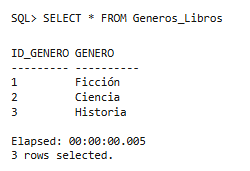 SQL> SELECT * FROM Generos_Libros
ID_GENERO GENERO
--------- ----------
1         Ficción
2         Ciencia
3         Historia
Elapsed: 00:00:00.005
3 rows selected.